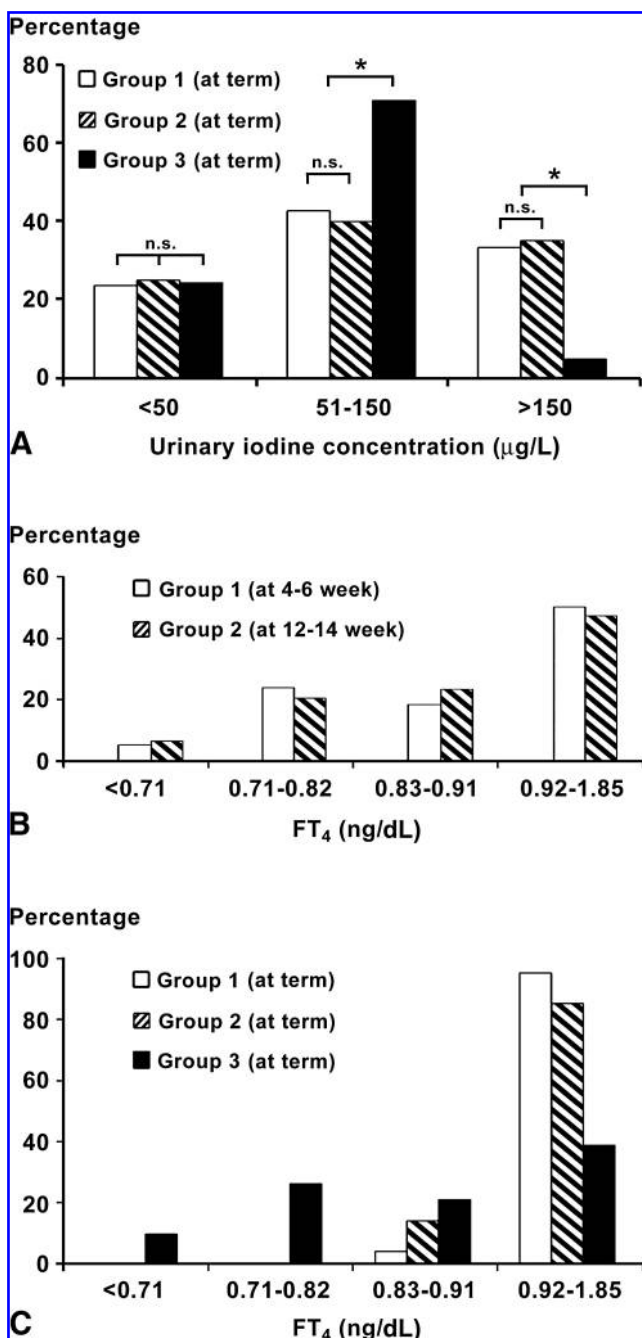 Percentage
80
Group 1 (at term)
*
Group 2 (at term)
60
Group 3 (at term)
n.s.
*
40
n.s.
n.s.
20
0
<50
51-150
>150
A
Urinary iodine concentration (μg/L)
Percentage
60
Group 1 (at 4-6 week)
Group 2 (at 12-14 week)
40
20
0
<0.71
0.71-0.82
0.83-0.91
0.92-1.85
B
FT4 (ng/dL)
Percentage
100
Group 1 (at term)
80
Group 2 (at term)
Group 3 (at term)
60
40
20
0
<0.71
0.71-0.82
0.83-0.91
0.92-1.85
C
FT4 (ng/dL)